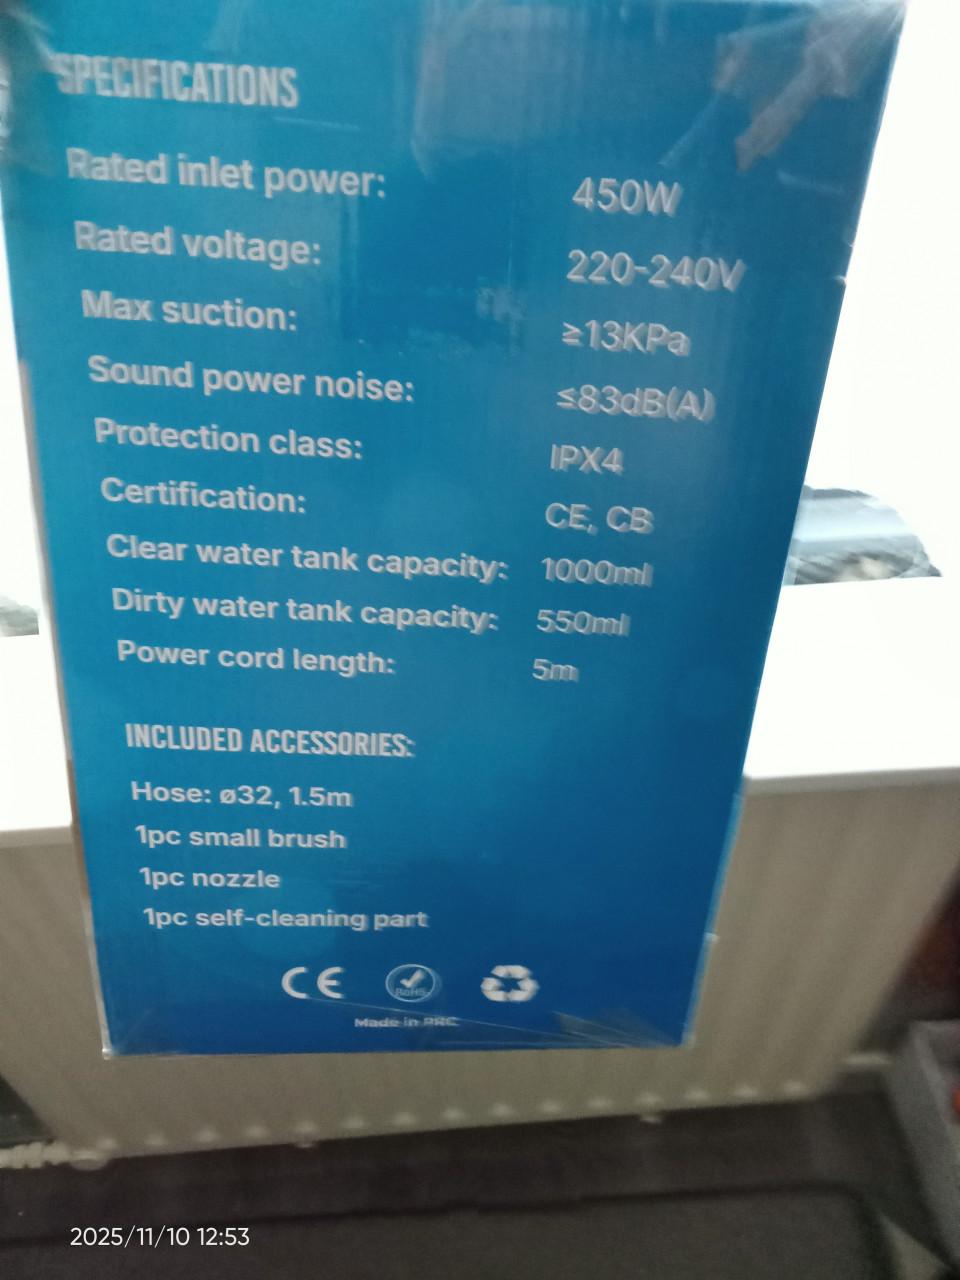 SPECIFICATIONS
Rated inlet power: 450W
Rated voltage: 220-240V
Max suction: ≥13KPa
Sound power noise: ≤83dB(A)
Protection class: IPX4
Certification: CE, CB
Clear water tank capacity: 1000ml
Dirty water tank capacity: 550ml
Power cord length: 5m
INCLUDED ACCESSORIES:
Hose: ø32, 1.5m
1pc small brush
1pc nozzle
1pc self-cleaning part
CE RoHS
Made in PRC
2025/11/10 12:53